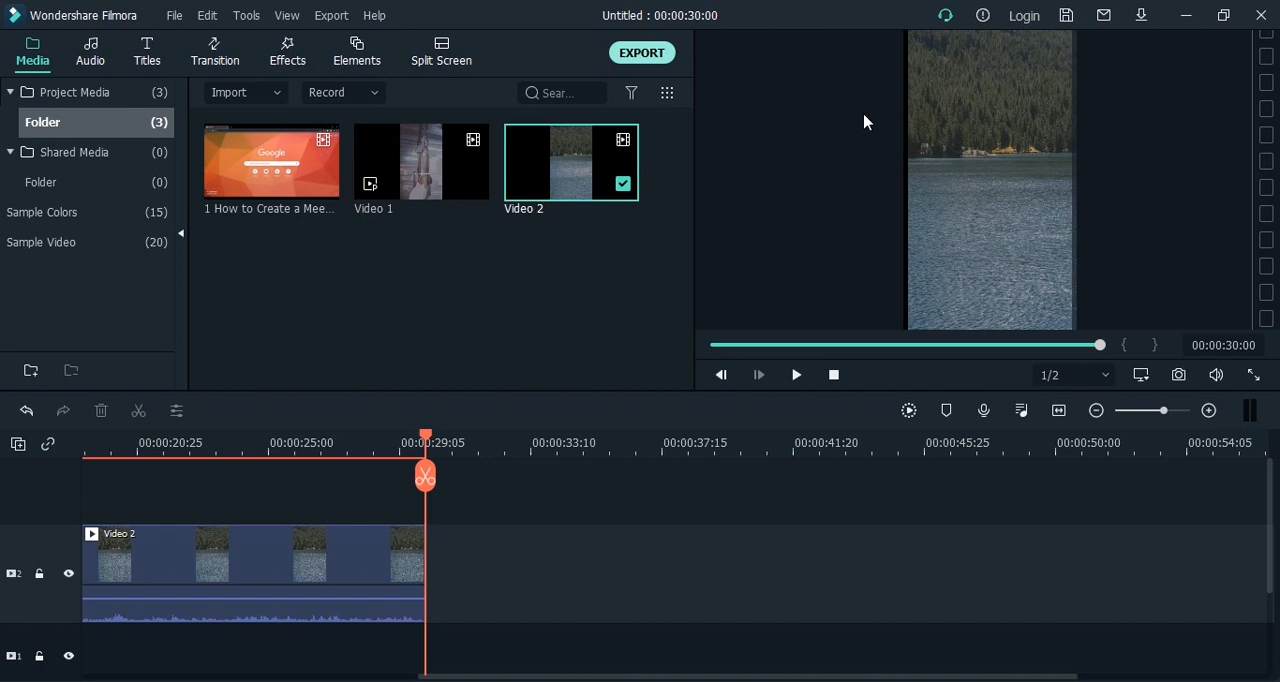 Wondershare Filmora File Edit Tools View Export Help Untitled : 00:00:30:00 Login
Media Audio Titles Transition Effects Elements Split Screen EXPORT
Project Media (3)
Folder (3)
Shared Media (0)
Folder (0)
Sample Colors (15)
Sample Video (20)
Import Record Sear...
Google
1 How to Create a Mee... Video 1 Video 2
{ } 00:00:30:00
1/2
00:00:20:25 00:00:25:00 00:00:29:05 00:00:33:10 00:00:37:15 00:00:41:20 00:00:45:25 00:00:50:00 00:00:54:05
Video 2
2
1